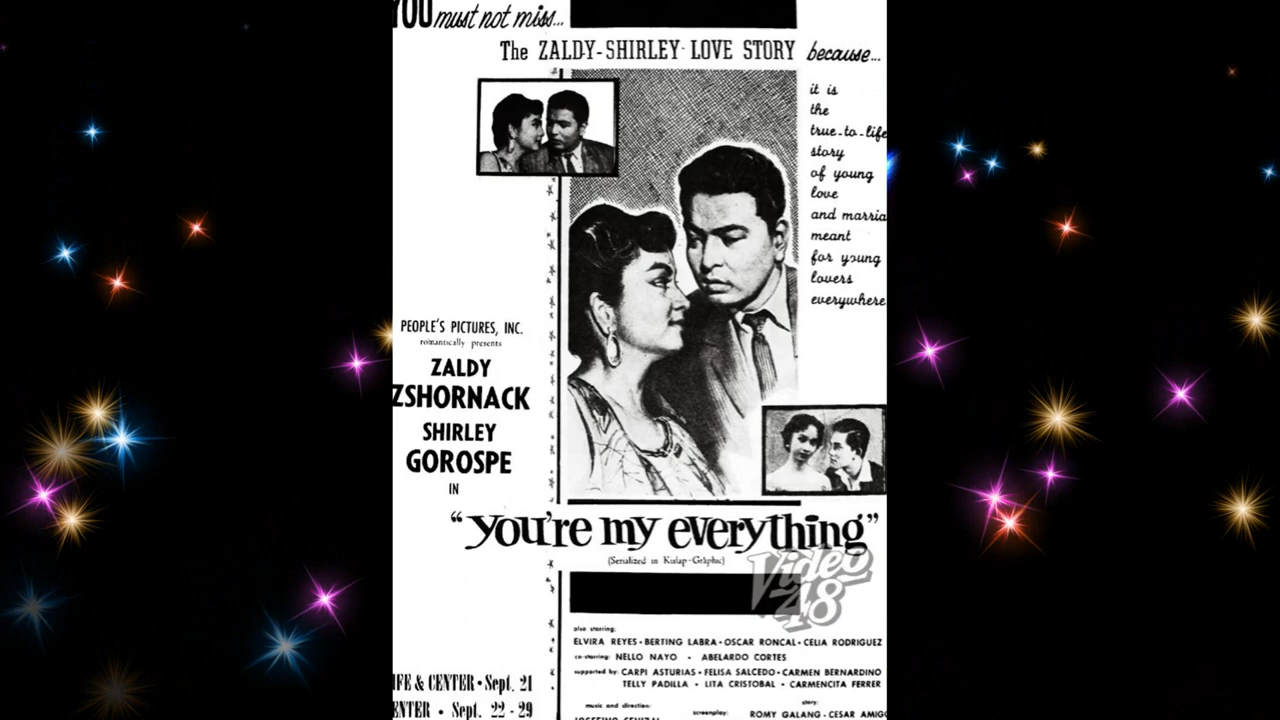 YOU must not miss...
The ZALDY-SHIRLEY LOVE STORY because...
it is
the
true-to-life
story
of young
love
and marria
meant
for young
lovers
everywhere
PEOPLE'S PICTURES, INC.
romantically presents
ZALDY
ZSHORNACK
SHIRLEY
GOROSPE
IN
"you're my everything"
(Serialized in Kislap-Graphic)
Video
48
also starring:
ELVIRA REYES • BERTING LABRA • OSCAR RONCAL • CELIA RODRIGUEZ
co-starring: NELLO NAYO • ABELARDO CORTES
supported by: CARPI ASTURIAS • FELISA SALCEDO • CARMEN BERNARDINO
TELLY PADILLA • LITA CRISTOBAL • CARMENCITA FERRER
IFE & CENTER • Sept. 21
ENTER • Sept. 22-29
music and direction:
JOSEFINO CENIZAL
screenplay:
story:
ROMY GALANG • CESAR AMIG